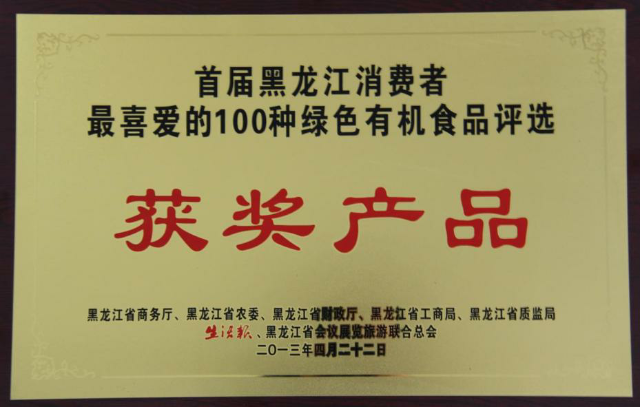 首届黑龙江消费者
最喜爱的100种绿色有机食品评选
获奖产品
黑龙江省商务厅、黑龙江省农委、黑龙江省财政厅、黑龙江省工商局、黑龙江省质监局
生活报、黑龙江省会议展览旅游联合总会
二〇一三年四月二十二日